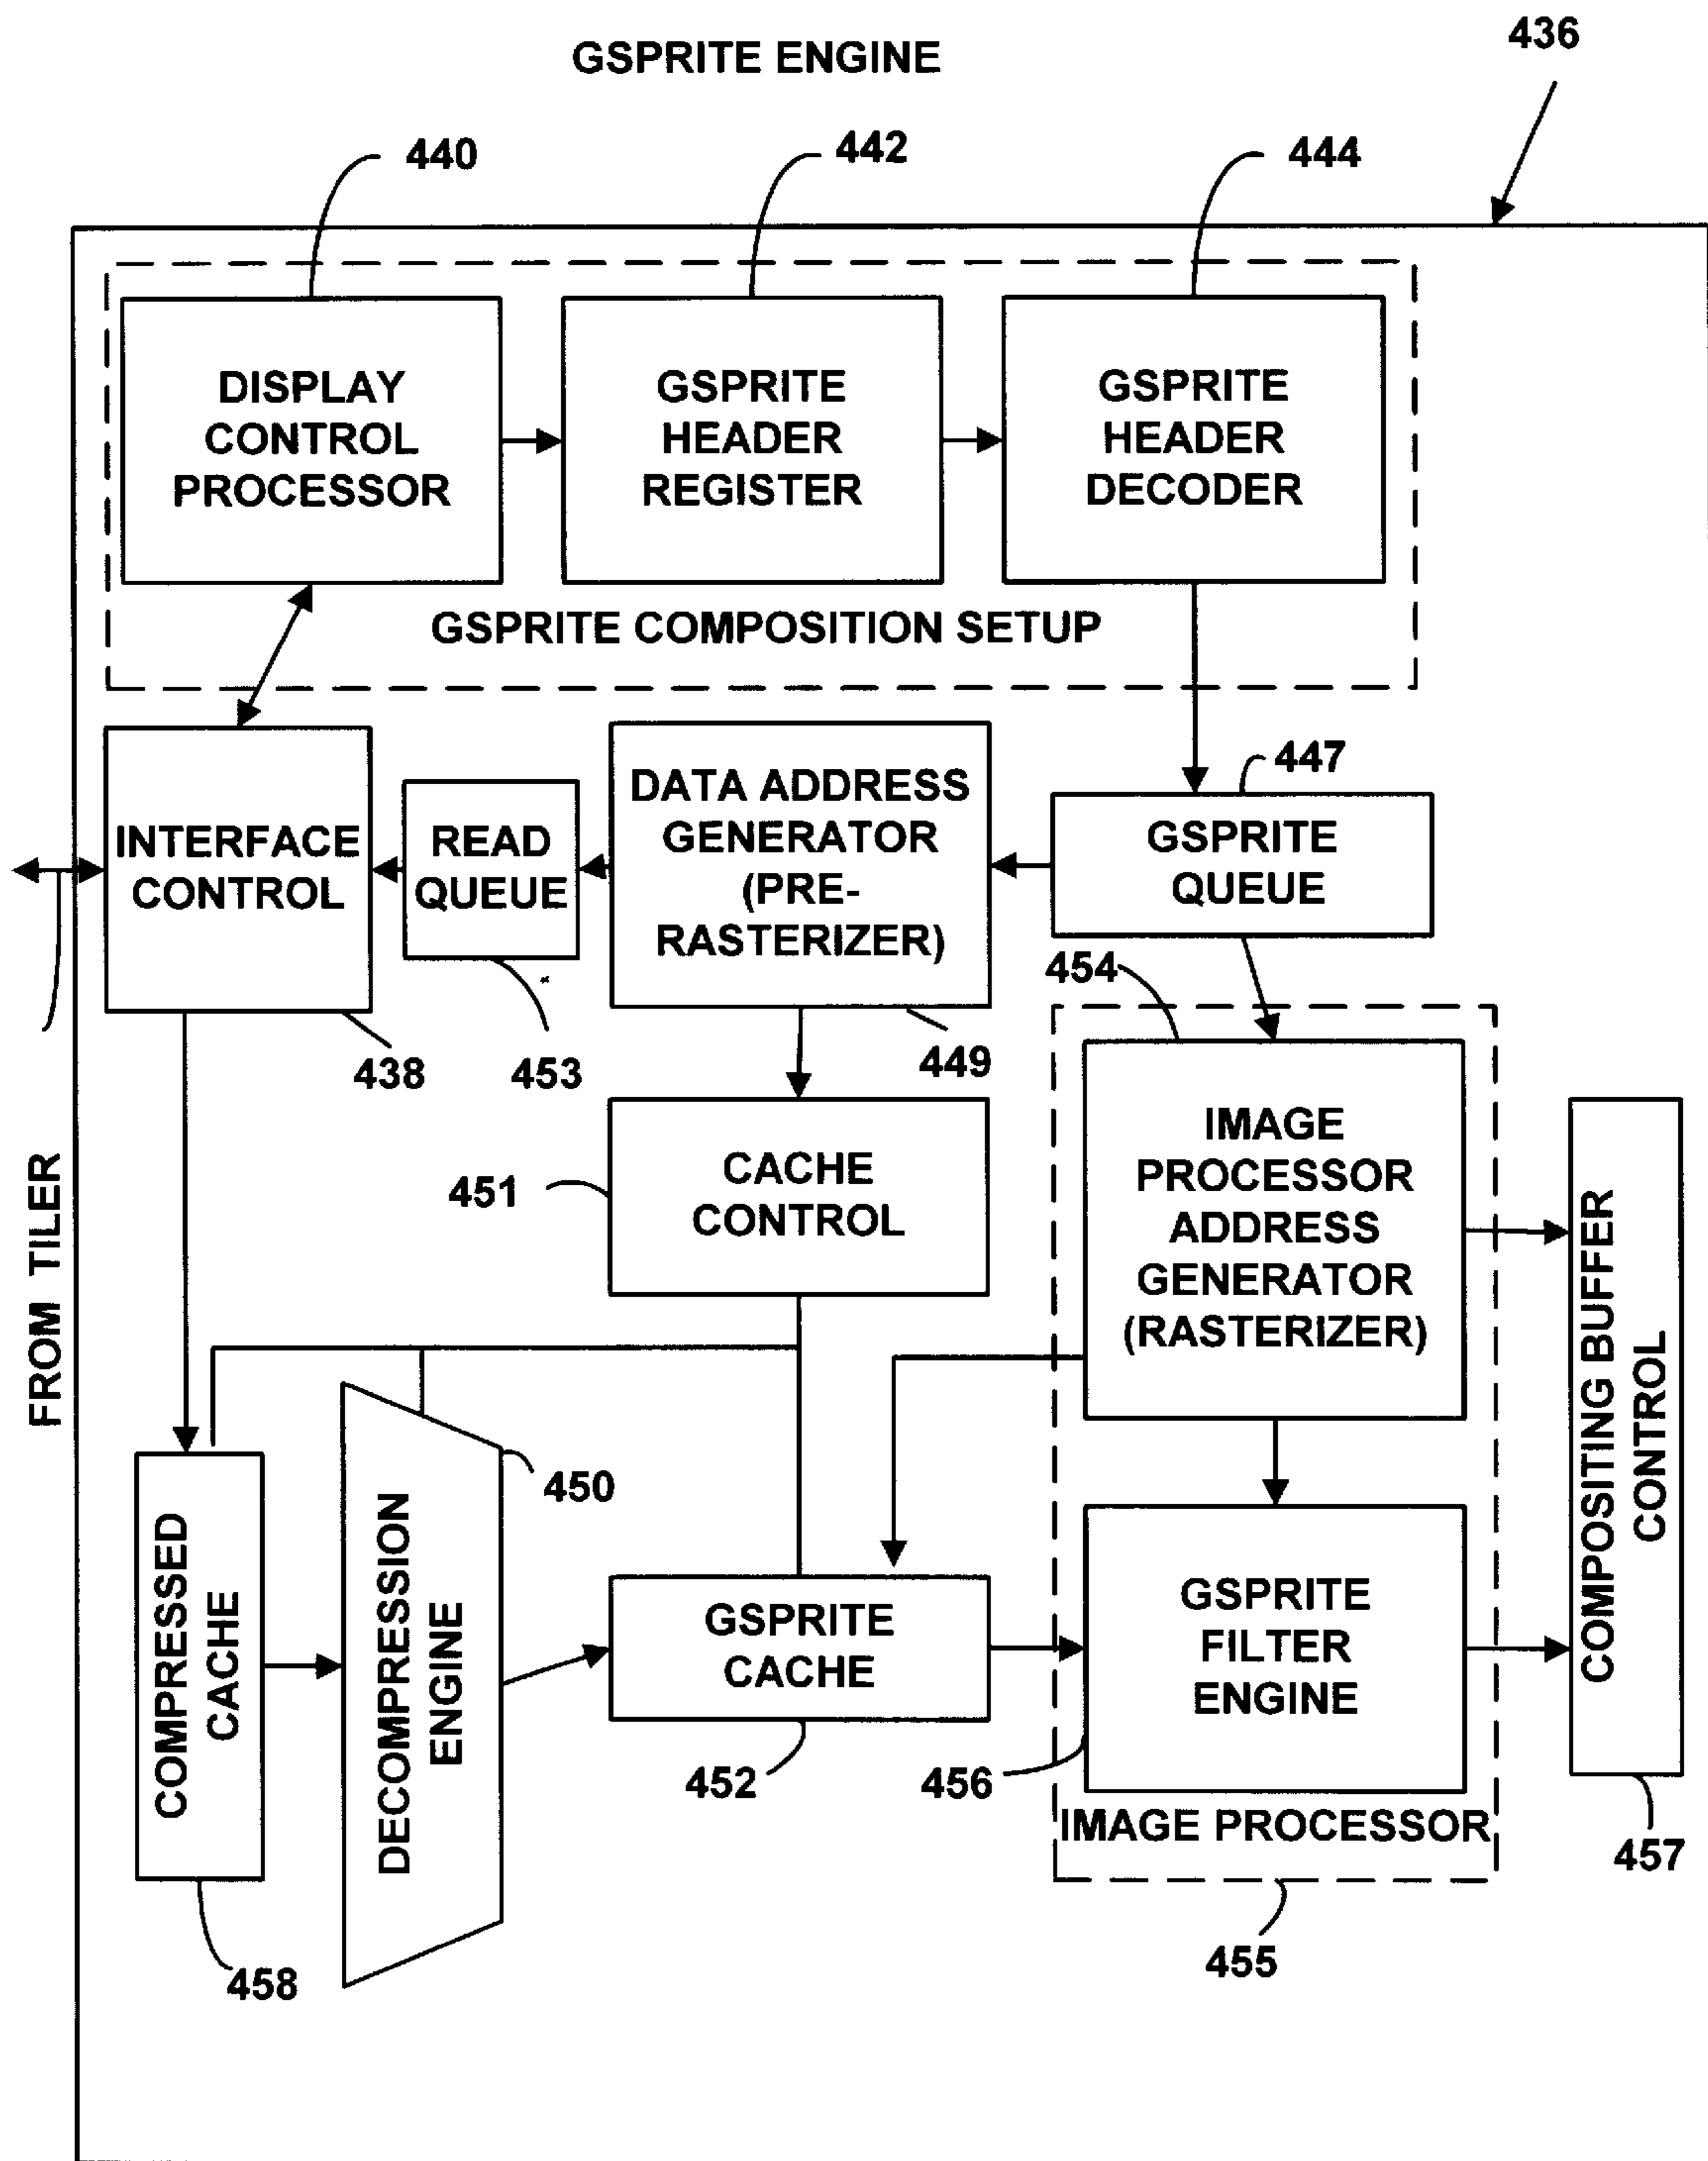 436
GSPRITE ENGINE
440
442
444
DISPLAY
CONTROL
PROCESSOR
GSPRITE
HEADER
REGISTER
GSPRITE
HEADER
DECODER
GSPRITE COMPOSITION SETUP
447
INTERFACE
CONTROL
READ
QUEUE
DATA ADDRESS
GENERATOR
(PRE-
RASTERIZER)
GSPRITE
QUEUE
454
438
453
449
FROM TILER
451
CACHE
CONTROL
IMAGE
PROCESSOR
ADDRESS
GENERATOR
(RASTERIZER)
COMPOSITING BUFFER
CONTROL
450
COMPRESSED
CACHE
DECOMPRESSION
ENGINE
GSPRITE
CACHE
GSPRITE
FILTER
ENGINE
452
456
IMAGE PROCESSOR
457
455
458